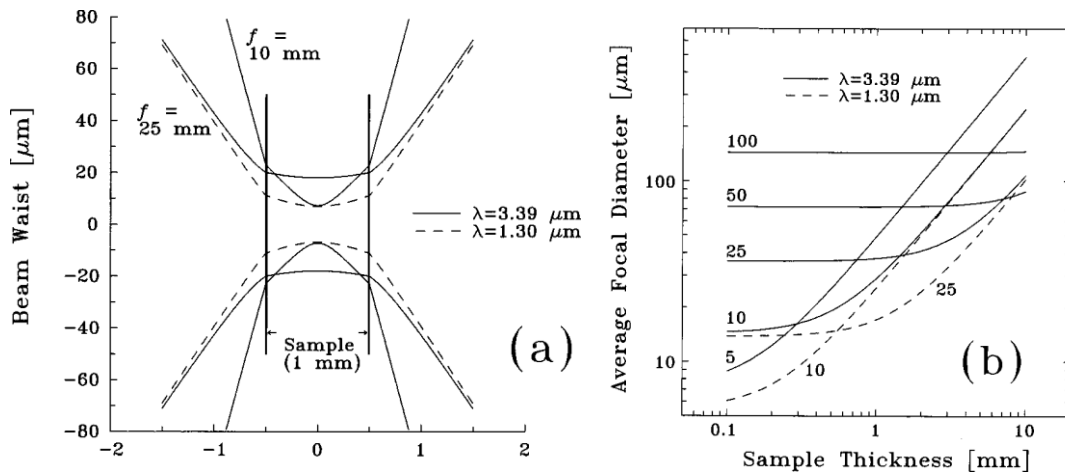 80
60
40
20
0
−20
−40
−60
−80
Beam Waist [μm]
f =
10 mm
f =
25 mm
λ=3.39 μm
λ=1.30 μm
Sample
(1 mm)
(a)
−2
−1
0
1
2
Average Focal Diameter [μm]
100
10
λ=3.39 μm
λ=1.30 μm
100
50
25
10
5
25
10
(b)
0.1
1
10
Sample Thickness [mm]